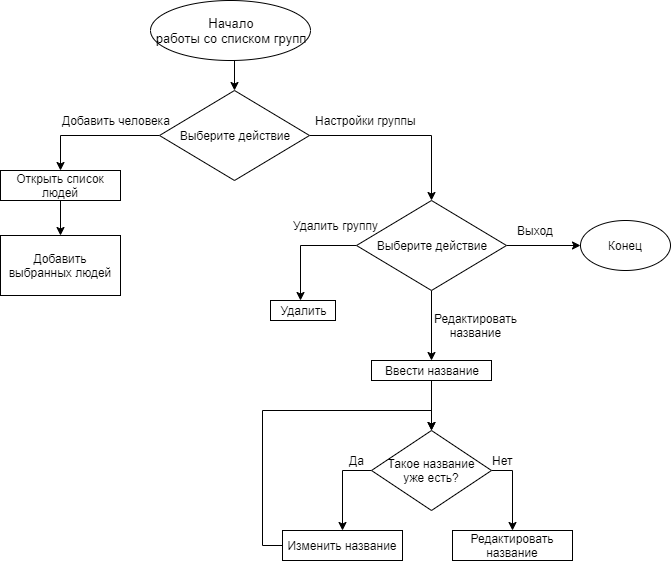 Начало
работы со списком групп
Добавить человека
Выберите действие
Настройки группы
Открыть список
людей
Добавить
выбранных людей
Удалить группу
Выберите действие
Выход
Конец
Удалить
Редактировать
название
Ввести название
Да
Такое название
уже есть?
Нет
Изменить название
Редактировать
название